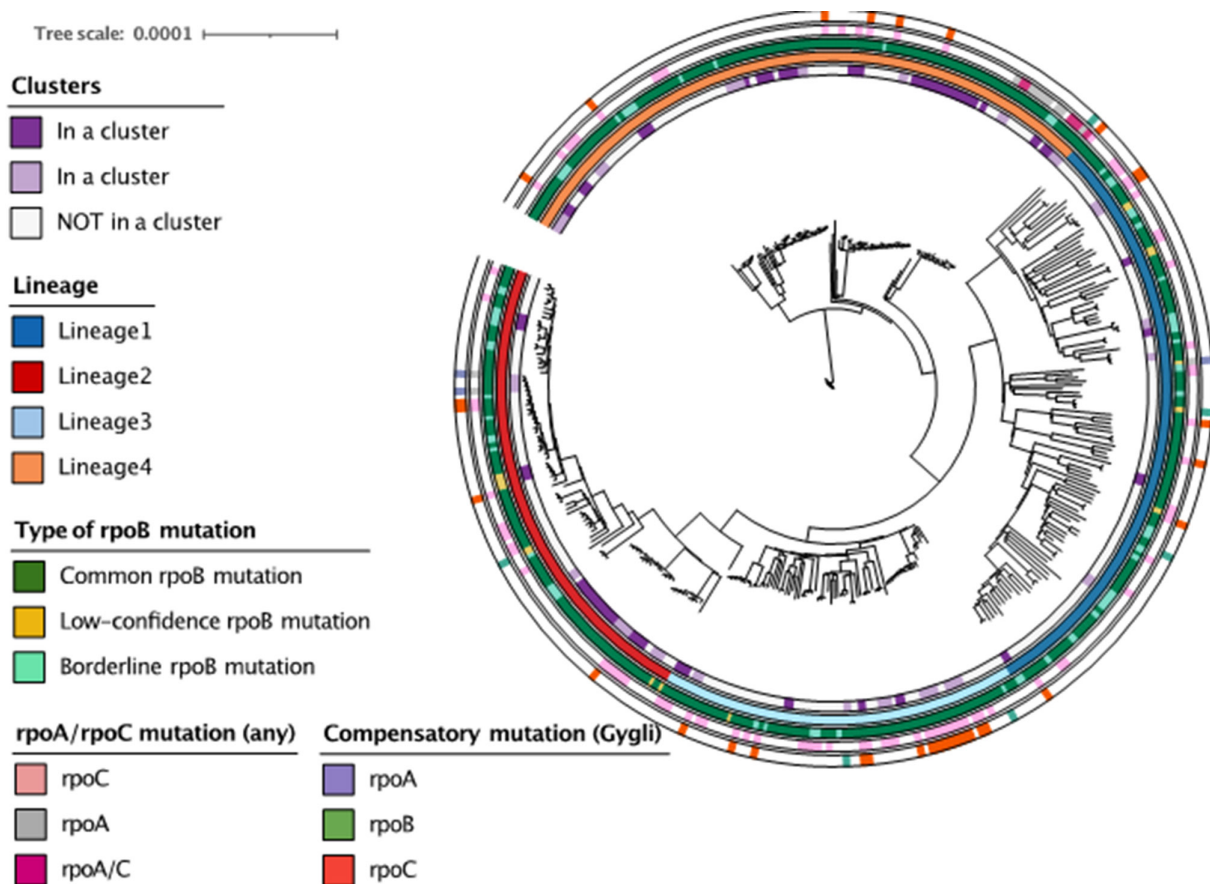 Tree scale: 0.0001
Clusters
In a cluster
In a cluster
NOT in a cluster
Lineage
Lineage1
Lineage2
Lineage3
Lineage4
Type of rpoB mutation
Common rpoB mutation
Low-confidence rpoB mutation
Borderline rpoB mutation
rpoA/rpoC mutation (any)
rpoC
rpoA
rpoA/C
Compensatory mutation (Gygli)
rpoA
rpoB
rpoC